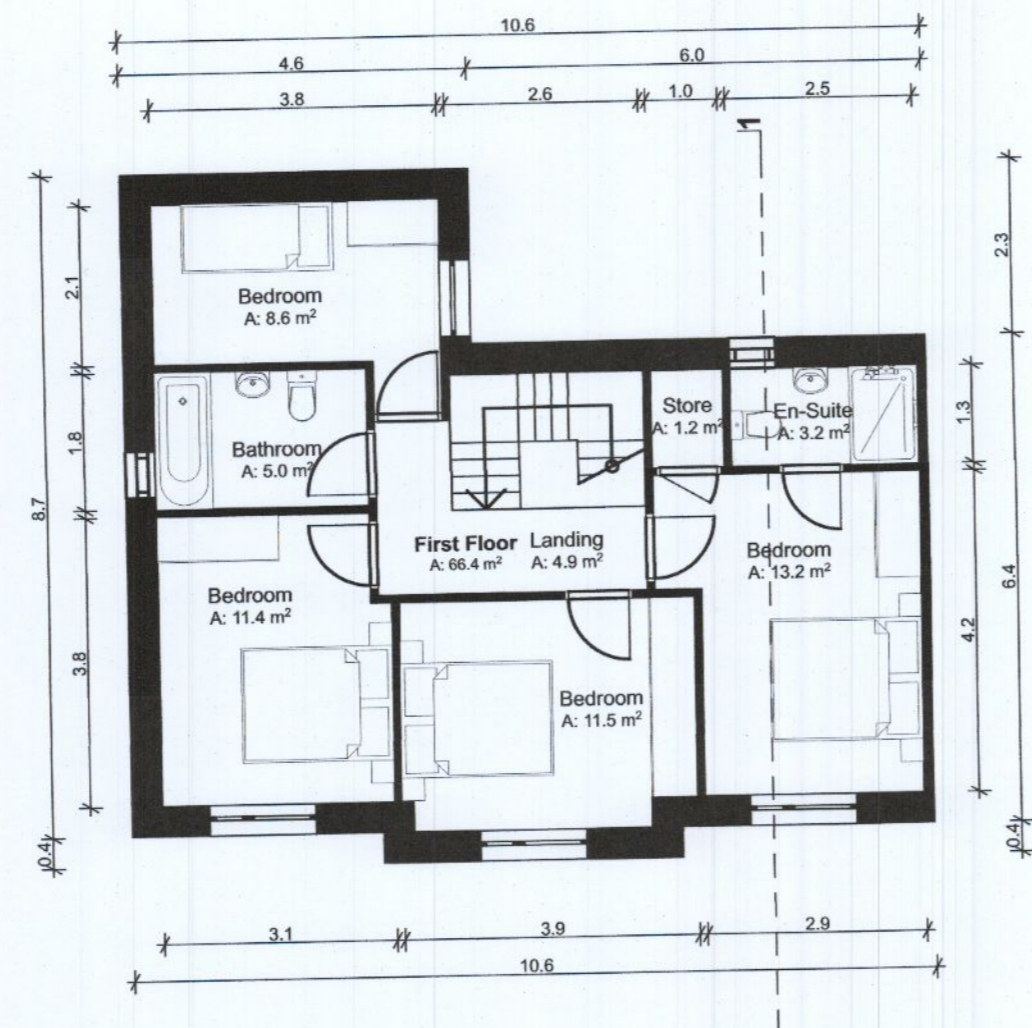 10.6
4.6 6.0
3.8 2.6 1.0 2.5
1
2.3
2.1
Bedroom
A: 8.6 m²
Store
A: 1.2 m²
En-Suite
A: 3.2 m²
1.3
1.8
Bathroom
A: 5.0 m²
8.7
First Floor
A: 66.4 m²
Landing
A: 4.9 m²
Bedroom
A: 13.2 m²
6.4
Bedroom
A: 11.4 m²
4.2
3.8
Bedroom
A: 11.5 m²
0.4
0.4
3.1 3.9 2.9
10.6